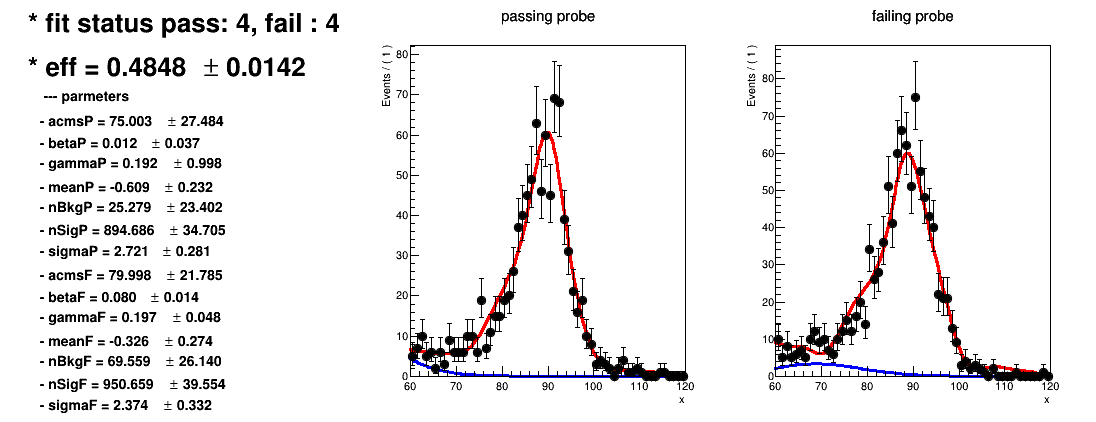 * fit status pass: 4, fail : 4
* eff = 0.4848 ± 0.0142
--- parmeters
- acmsP = 75.003 ± 27.484
- betaP = 0.012 ± 0.037
- gammaP = 0.192 ± 0.998
- meanP = -0.609 ± 0.232
- nBkgP = 25.279 ± 23.402
- nSigP = 894.686 ± 34.705
- sigmaP = 2.721 ± 0.281
- acmsF = 79.998 ± 21.785
- betaF = 0.080 ± 0.014
- gammaF = 0.197 ± 0.048
- meanF = -0.326 ± 0.274
- nBkgF = 69.559 ± 26.140
- nSigF = 950.659 ± 39.554
- sigmaF = 2.374 ± 0.332
passing probe
Events / ( 1 )
80
70
60
50
40
30
20
10
0
60 70 80 90 100 110 120
x
failing probe
Events / ( 1 )
80
70
60
50
40
30
20
10
0
60 70 80 90 100 110 120
x